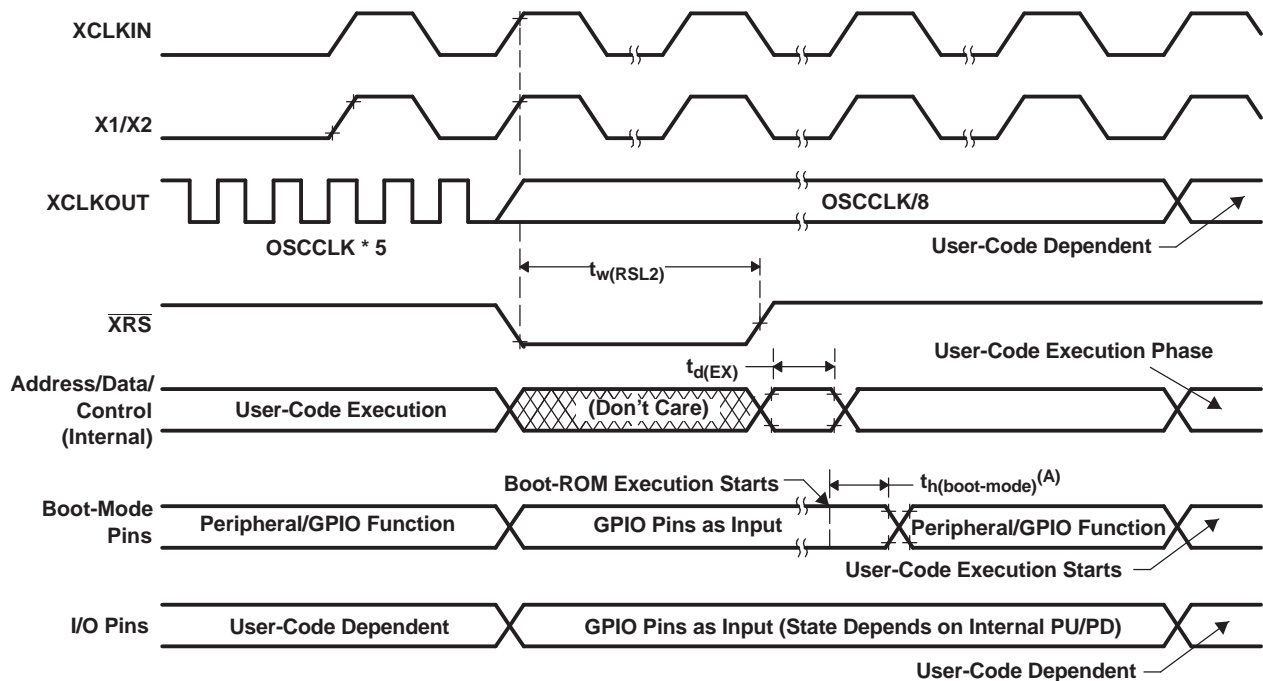 XCLKIN
X1/X2
XCLKOUT
OSCCLK/8
OSCCLK * 5
User-Code Dependent
tw(RSL2)
XRS
User-Code Execution Phase
td(EX)
Address/Data/
Control
(Internal)
User-Code Execution
(Don't Care)
Boot-ROM Execution Starts
th(boot-mode)(A)
Boot-Mode
Pins
Peripheral/GPIO Function
GPIO Pins as Input
Peripheral/GPIO Function
User-Code Execution Starts
I/O Pins
User-Code Dependent
GPIO Pins as Input (State Depends on Internal PU/PD)
User-Code Dependent